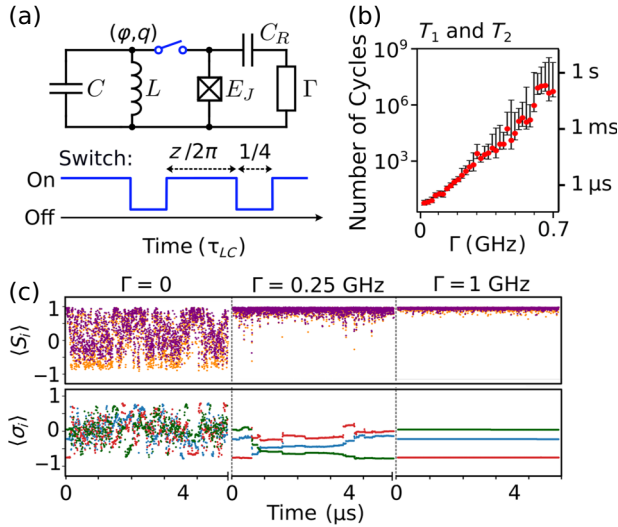 (a)
(φ,q)
C_R
C
L
E_J
Γ
Switch:
z/2π
1/4
On
Off
Time (τ_LC)
(b)
T_1 and T_2
Number of Cycles
10^9
10^6
10^3
1 s
1 ms
1 μs
0
0.7
Γ (GHz)
(c)
Γ = 0
Γ = 0.25 GHz
Γ = 1 GHz
⟨S_i⟩
1
0
−1
⟨σ_i⟩
1
0
−1
0
4
0
4
0
4
Time (μs)